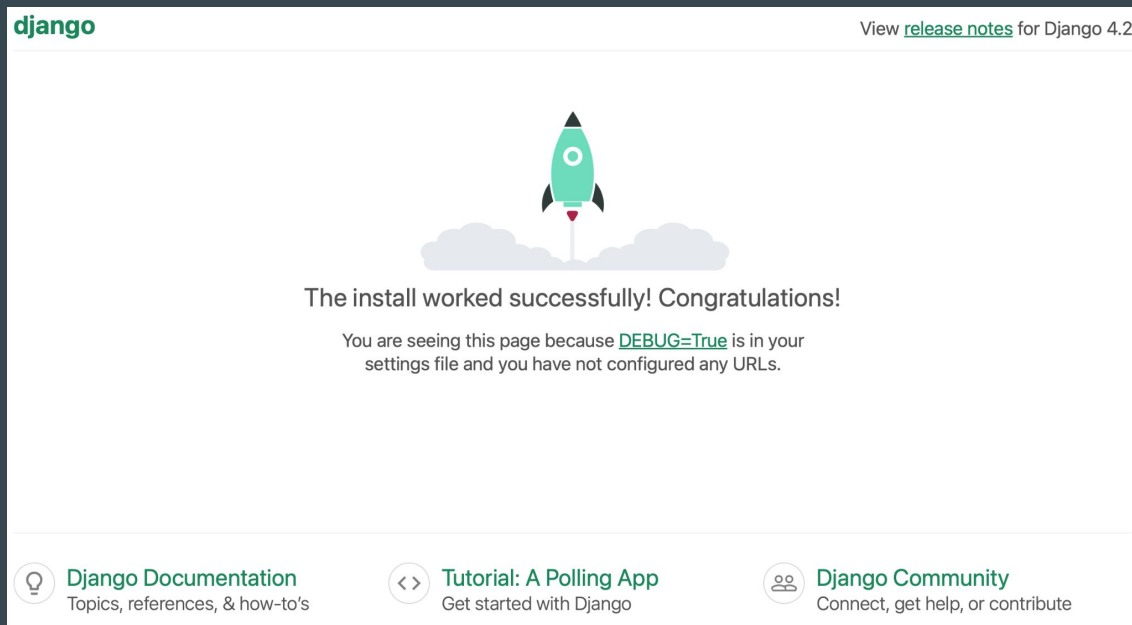 django
View release notes for Django 4.2
The install worked successfully! Congratulations!
You are seeing this page because DEBUG=True is in your
settings file and you have not configured any URLs.
Django Documentation
Topics, references, & how-to's
Tutorial: A Polling App
Get started with Django
Django Community
Connect, get help, or contribute